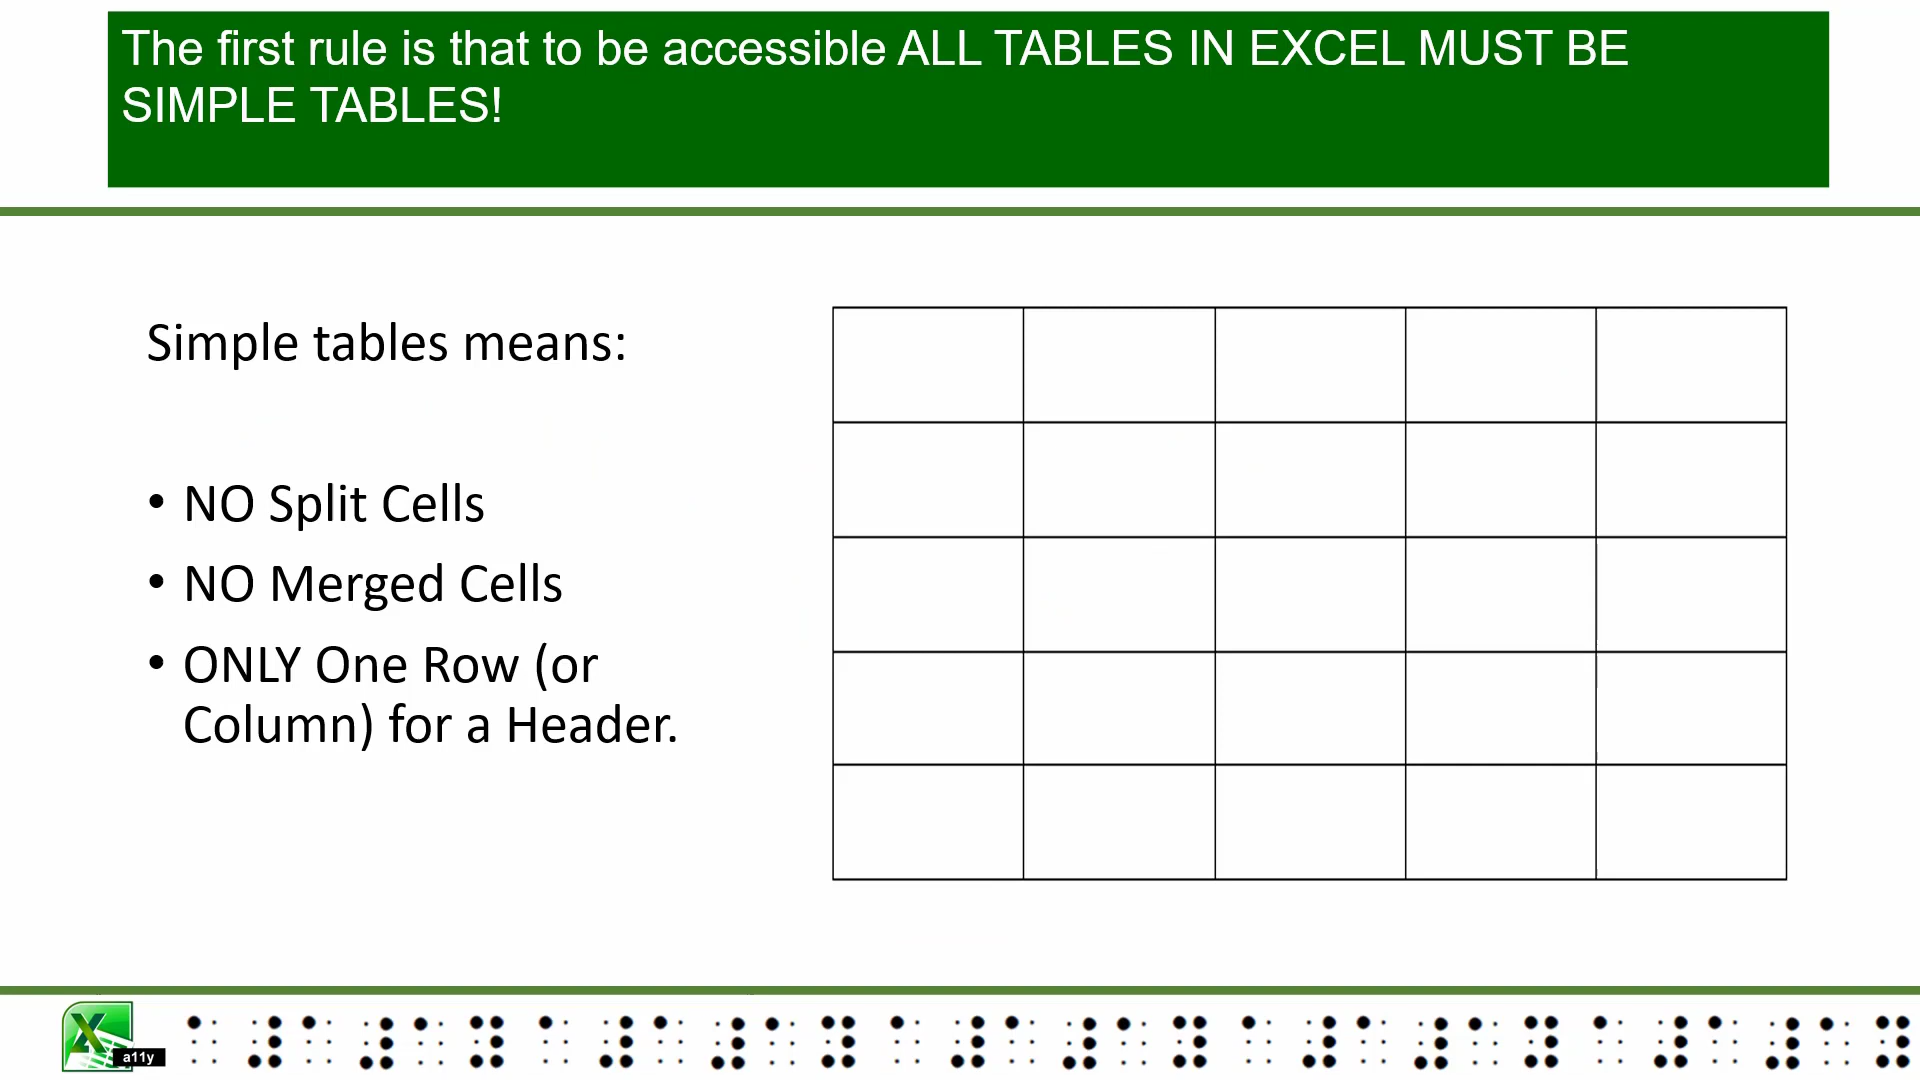 The first rule is that to be accessible ALL TABLES IN EXCEL MUST BE
SIMPLE TABLES!
Simple tables means:
• NO Split Cells
• NO Merged Cells
• ONLY One Row (or
Column) for a Header.
a11y